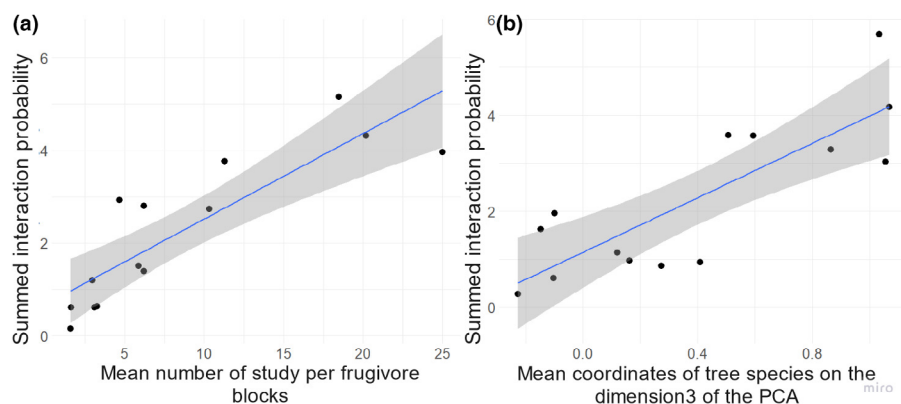 (a)
Summed interaction probability
6
4
2
0
5
10
15
20
25
Mean number of study per frugivore
blocks
(b)
Summed interaction probability
6
4
2
0
0.0
0.4
0.8
Mean coordinates of tree species on the
dimension3 of the PCA
miro